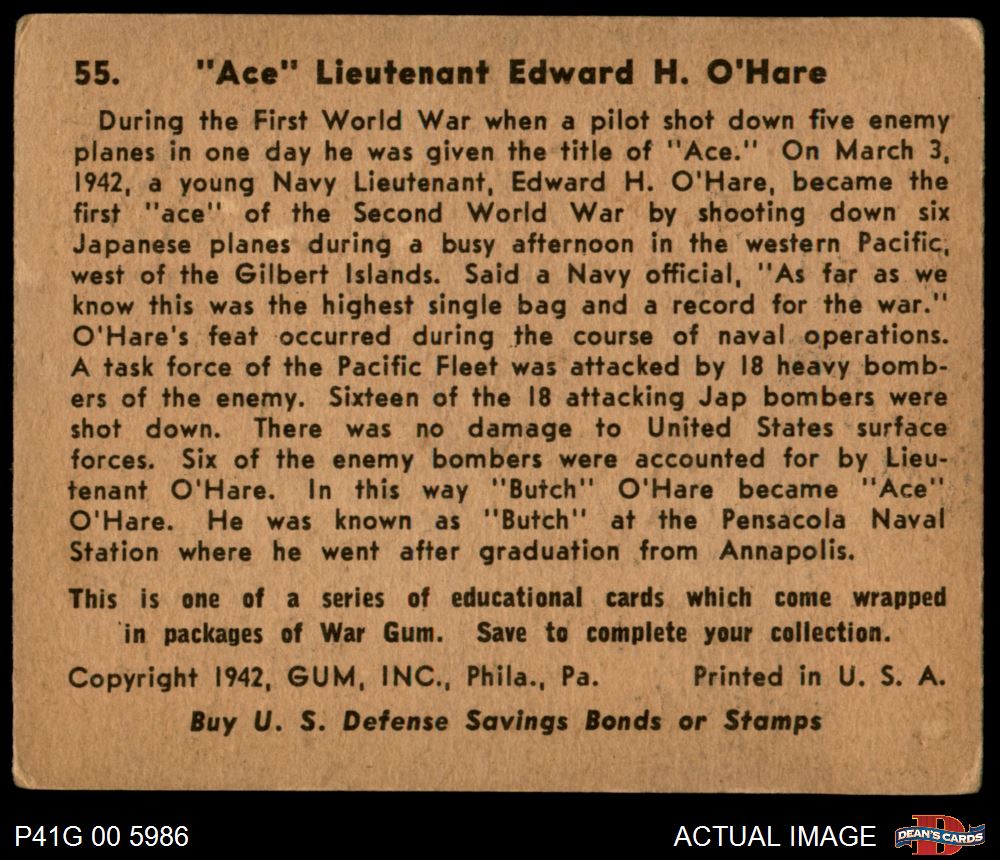 55. "Ace" Lieutenant Edward H. O'Hare
During the First World War when a pilot shot down five enemy
planes in one day he was given the title of "Ace." On March 3,
1942, a young Navy Lieutenant, Edward H. O'Hare, became the
first "ace" of the Second World War by shooting down six
Japanese planes during a busy afternoon in the western Pacific,
west of the Gilbert Islands. Said a Navy official, "As far as we
know this was the highest single bag and a record for the war."
O'Hare's feat occurred during the course of naval operations.
A task force of the Pacific Fleet was attacked by 18 heavy bomb-
ers of the enemy. Sixteen of the 18 attacking Jap bombers were
shot down. There was no damage to United States surface
forces. Six of the enemy bombers were accounted for by Lieu-
tenant O'Hare. In this way "Butch" O'Hare became "Ace"
O'Hare. He was known as "Butch" at the Pensacola Naval
Station where he went after graduation from Annapolis.
This is one of a series of educational cards which come wrapped
in packages of War Gum. Save to complete your collection.
Copyright 1942, GUM, INC., Phila., Pa. Printed in U. S. A.
Buy U. S. Defense Savings Bonds or Stamps
P41G 00 5986 ACTUAL IMAGE D DEAN'S CARDS